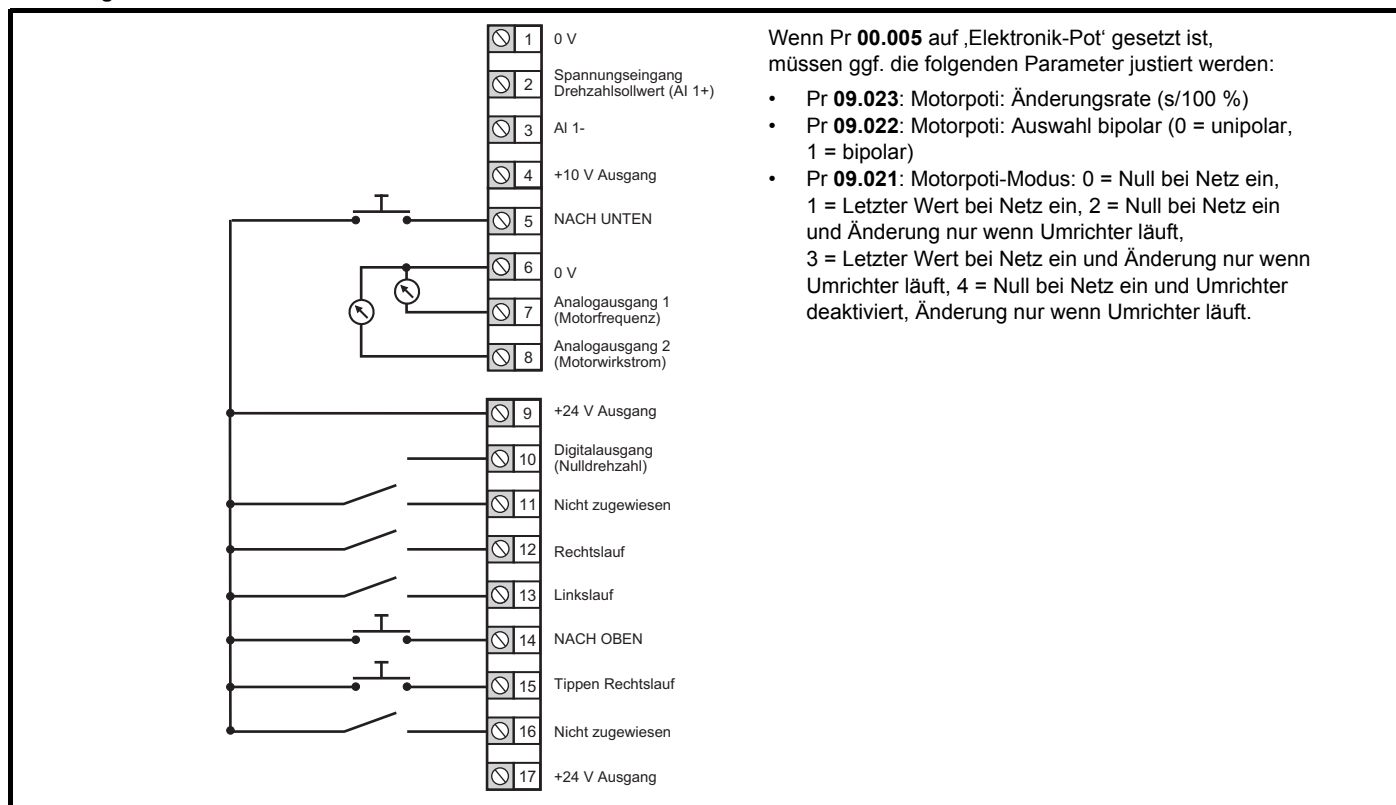 1 0 V
2 Spannungseingang
Drehzahlsollwert (AI 1+)
3 AI 1-
4 +10 V Ausgang
5 NACH UNTEN
6 0 V
7 Analogausgang 1
(Motorfrequenz)
8 Analogausgang 2
(Motorwirkstrom)
9 +24 V Ausgang
10 Digitalausgang
(Nulldrehzahl)
11 Nicht zugewiesen
12 Rechtslauf
13 Linkslauf
14 NACH OBEN
15 Tippen Rechtslauf
16 Nicht zugewiesen
17 +24 V Ausgang
Wenn Pr 00.005 auf ‚Elektronik-Pot‘ gesetzt ist,
müssen ggf. die folgenden Parameter justiert werden:
• Pr 09.023: Motorpoti: Änderungsrate (s/100 %)
• Pr 09.022: Motorpoti: Auswahl bipolar (0 = unipolar,
1 = bipolar)
• Pr 09.021: Motorpoti-Modus: 0 = Null bei Netz ein,
1 = Letzter Wert bei Netz ein, 2 = Null bei Netz ein
und Änderung nur wenn Umrichter läuft,
3 = Letzter Wert bei Netz ein und Änderung nur wenn
Umrichter läuft, 4 = Null bei Netz ein und Umrichter
deaktiviert, Änderung nur wenn Umrichter läuft.